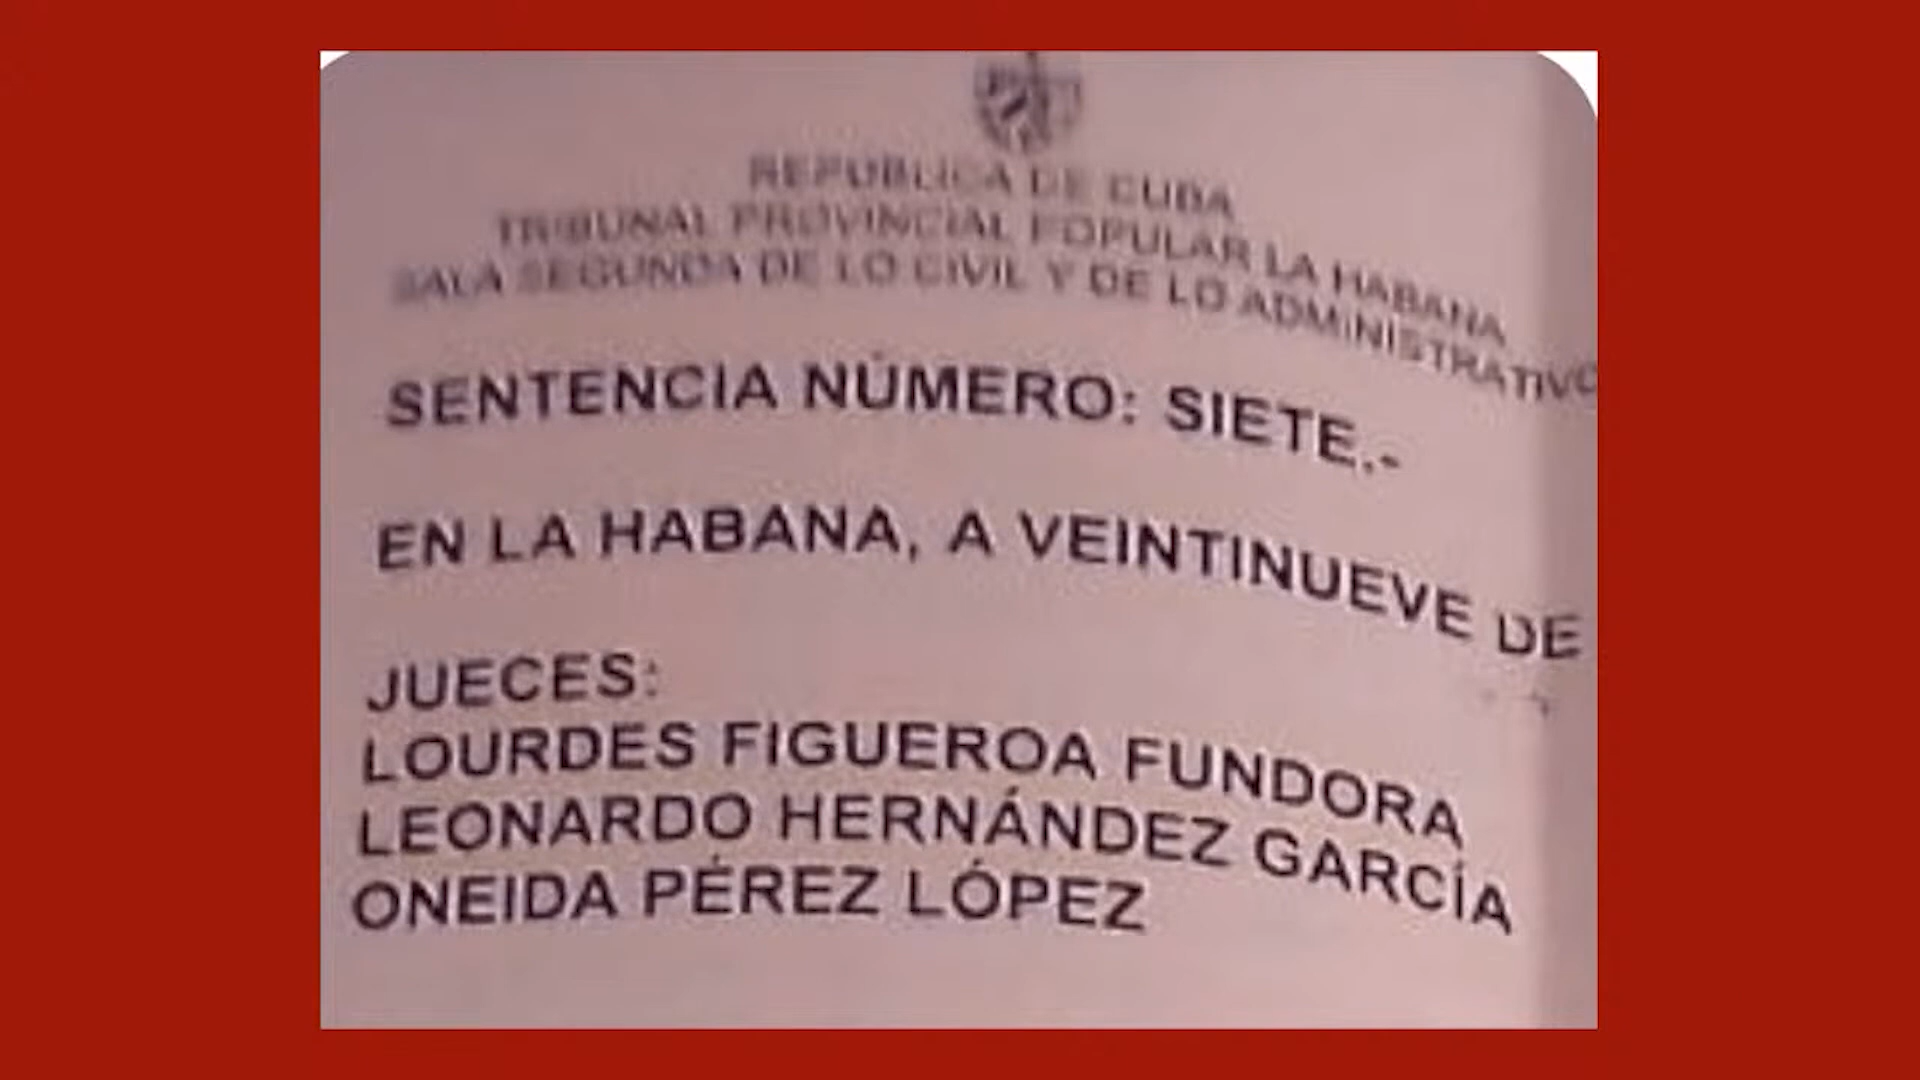 REPÚBLICA DE CUBA
TRIBUNAL PROVINCIAL POPULAR LA HABANA
SALA SEGUNDA DE LO CIVIL Y DE LO ADMINISTRATIVO
SENTENCIA NÚMERO: SIETE.-
EN LA HABANA, A VEINTINUEVE DE
JUECES:
LOURDES FIGUEROA FUNDORA
LEONARDO HERNÁNDEZ GARCÍA
ONEIDA PÉREZ LÓPEZ